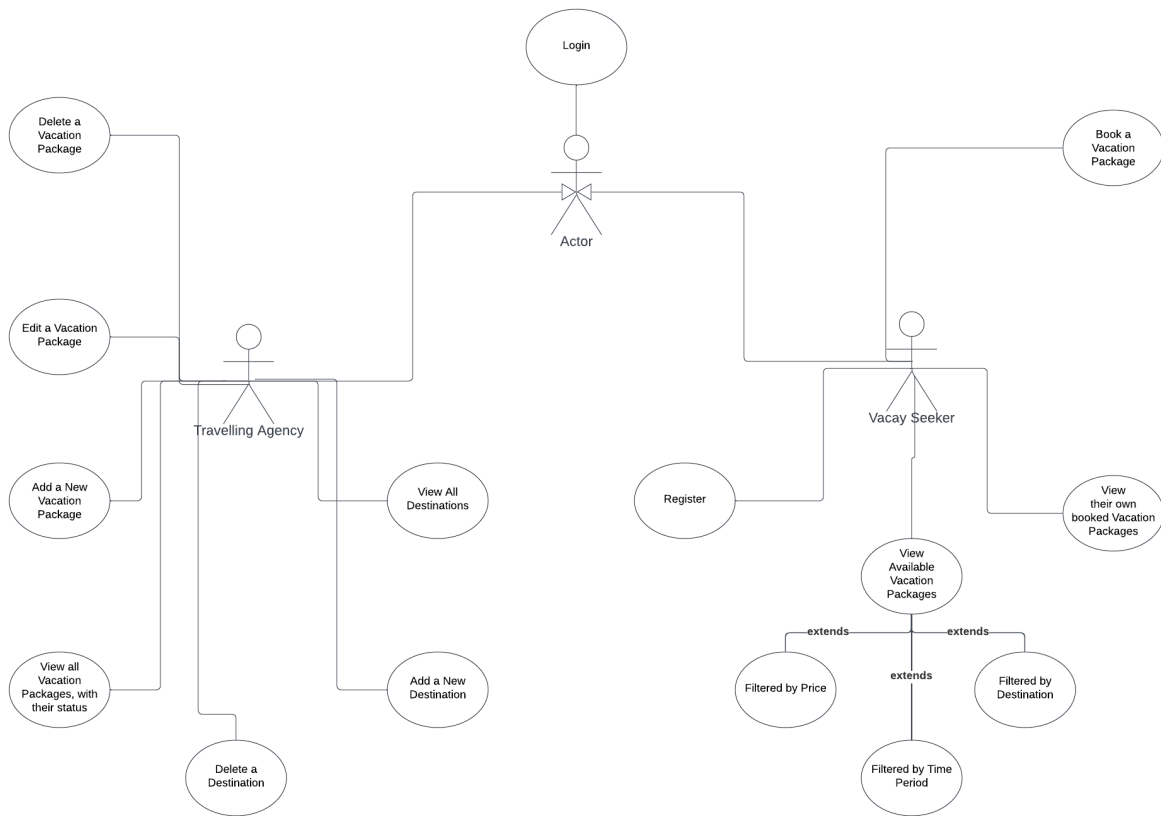 Login
Delete a
Vacation
Package
Book a
Vacation
Package
Actor
Edit a Vacation
Package
Travelling Agency
Vacay Seeker
Add a New
Vacation
Package
View All
Destinations
Register
View
their own
booked Vacation
Packages
View
Available
Vacation
Packages
extends
extends
extends
View all
Vacation
Packages, with
their status
Add a New
Destination
Filtered by Price
Filtered by
Destination
Delete a
Destination
Filtered by Time
Period